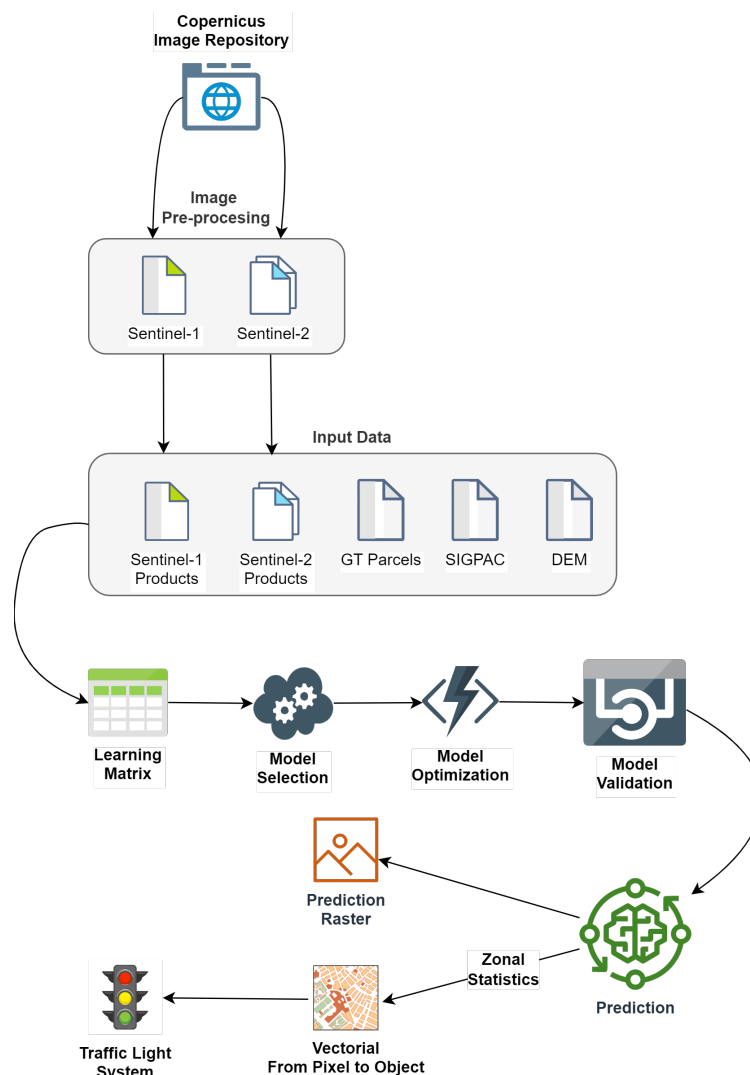 Copernicus
Image Repository
Image
Pre-procesing
Sentinel-1
Sentinel-2
Input Data
Sentinel-1
Products
Sentinel-2
Products
GT Parcels
SIGPAC
DEM
Learning
Matrix
Model
Selection
Model
Optimization
Model
Validation
Prediction
Raster
Zonal
Statistics
Prediction
Traffic Light
System
Vectorial
From Pixel to Object